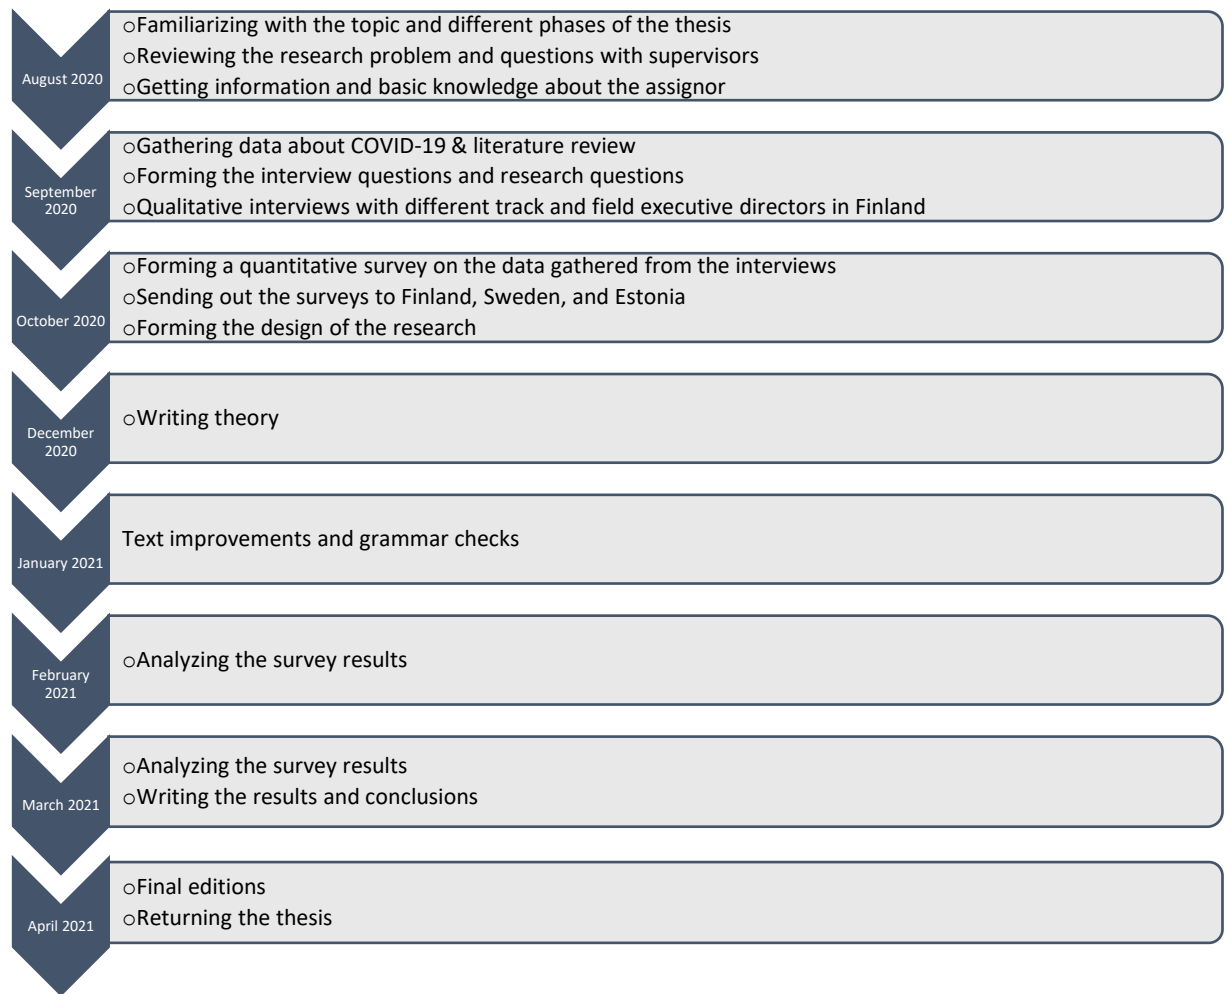 August 2020
oFamiliarizing with the topic and different phases of the thesis
oReviewing the research problem and questions with supervisors
oGetting information and basic knowledge about the assignor
September
2020
oGathering data about COVID-19 & literature review
oForming the interview questions and research questions
oQualitative interviews with different track and field executive directors in Finland
October 2020
oForming a quantitative survey on the data gathered from the interviews
oSending out the surveys to Finland, Sweden, and Estonia
oForming the design of the research
December
2020
oWriting theory
January 2021
Text improvements and grammar checks
February
2021
oAnalyzing the survey results
March 2021
oAnalyzing the survey results
oWriting the results and conclusions
April 2021
oFinal editions
oReturning the thesis